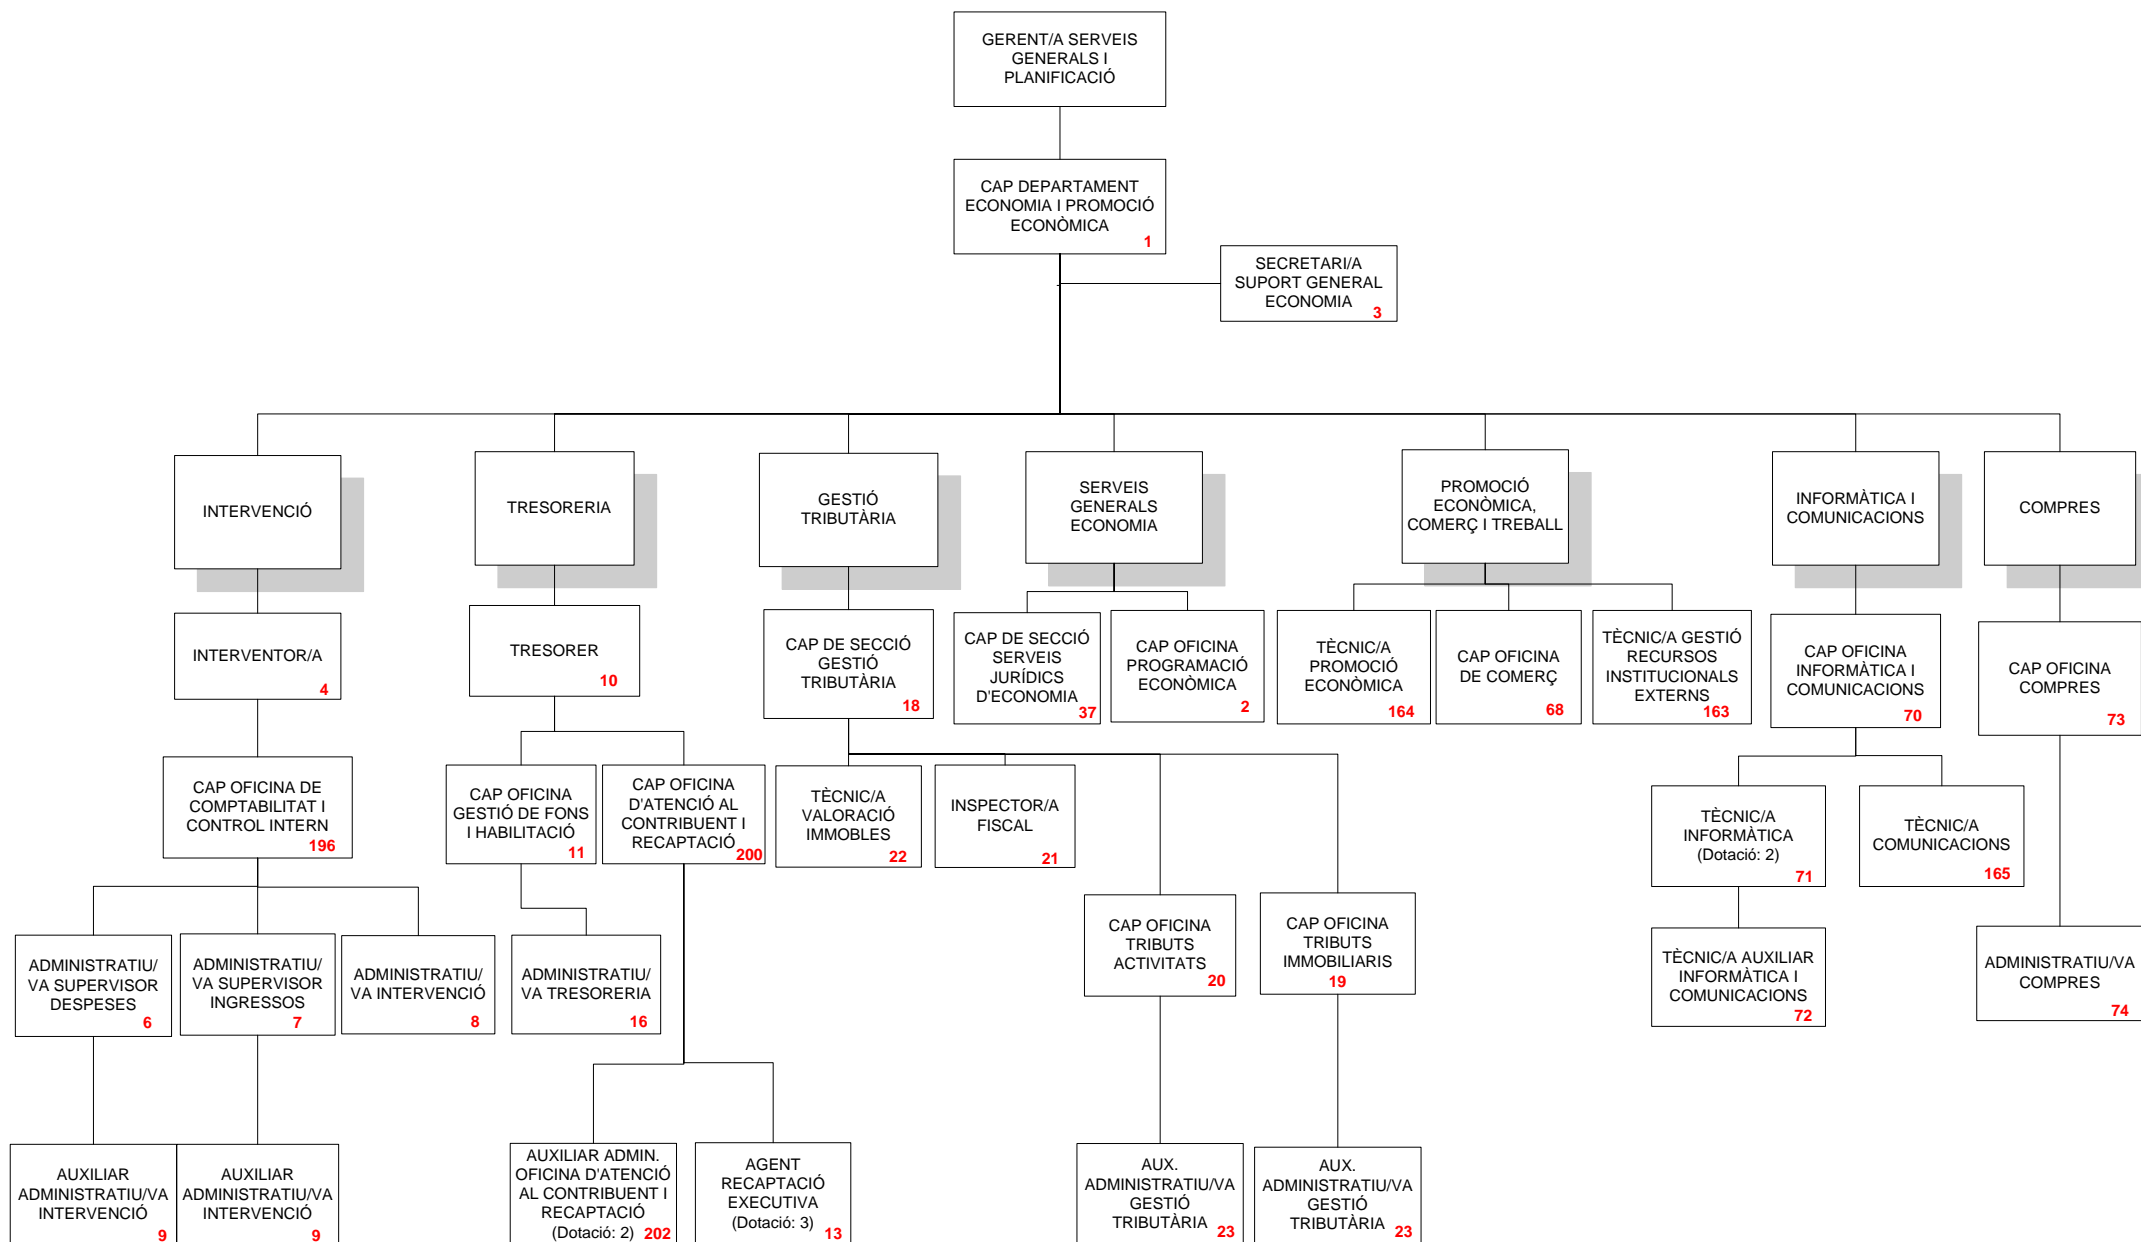 GERENT/A SERVEIS
GENERALS I
PLANIFICACIÓ
CAP DEPARTAMENT
ECONOMIA I PROMOCIÓ
ECONÒMICA
1
SECRETARI/A
SUPORT GENERAL
ECONOMIA
3
INTERVENCIÓ
TRESORERIA
GESTIÓ
TRIBUTÀRIA
SERVEIS
GENERALS
ECONOMIA
PROMOCIÓ
ECONÒMICA,
COMERÇ I TREBALL
INFORMÀTICA I
COMUNICACIONS
COMPRES
INTERVENTOR/A
4
TRESORER
10
CAP DE SECCIÓ
GESTIÓ
TRIBUTÀRIA
18
CAP DE SECCIÓ
SERVEIS
JURÍDICS
D'ECONOMIA
37
CAP OFICINA
PROGRAMACIÓ
ECONÒMICA
2
TÈCNIC/A
PROMOCIÓ
ECONÒMICA
164
CAP OFICINA
DE COMERÇ
68
TÈCNIC/A GESTIÓ
RECURSOS
INSTITUCIONALS
EXTERNS
163
CAP OFICINA
INFORMÀTICA I
COMUNICACIONS
70
CAP OFICINA
COMPRES
73
CAP OFICINA DE
COMPTABILITAT I
CONTROL INTERN
196
CAP OFICINA
GESTIÓ DE FONS
I HABILITACIÓ
11
CAP OFICINA
D'ATENCIÓ AL
CONTRIBUENT I
RECAPTACIÓ
200
TÈCNIC/A
VALORACIÓ
IMMOBLES
22
INSPECTOR/A
FISCAL
21
TÈCNIC/A
INFORMÀTICA
(Dotació: 2)
71
TÈCNIC/A
COMUNICACIONS
165
ADMINISTRATIU/
VA SUPERVISOR
DESPESES
6
ADMINISTRATIU/
VA SUPERVISOR
INGRESSOS
7
ADMINISTRATIU/
VA INTERVENCIÓ
8
ADMINISTRATIU/
VA TRESORERIA
16
CAP OFICINA
TRIBUTS
ACTIVITATS
20
CAP OFICINA
TRIBUTS
IMMOBILIARIS
19
TÈCNIC/A AUXILIAR
INFORMÀTICA I
COMUNICACIONS
72
ADMINISTRATIU/VA
COMPRES
74
AUXILIAR
ADMINISTRATIU/VA
INTERVENCIÓ
9
AUXILIAR
ADMINISTRATIU/VA
INTERVENCIÓ
9
AUXILIAR ADMIN.
OFICINA D'ATENCIÓ
AL CONTRIBUENT I
RECAPTACIÓ
(Dotació: 2) 202
AGENT
RECAPTACIÓ
EXECUTIVA
(Dotació: 3)
13
AUX.
ADMINISTRATIU/VA
GESTIÓ
TRIBUTÀRIA
23
AUX.
ADMINISTRATIU/VA
GESTIÓ
TRIBUTÀRIA
23